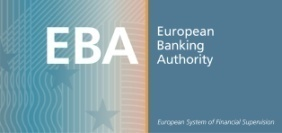 EBA
European
Banking
Authority
European System of Financial Supervision